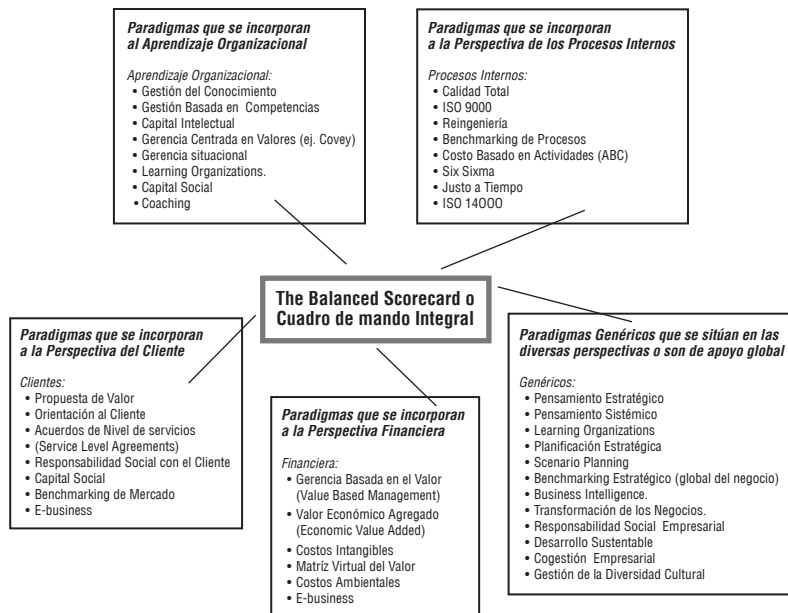 Paradigmas que se incorporan
al Aprendizaje Organizacional
Aprendizaje Organizacional:
• Gestión del Conocimiento
• Gestión Basada en Competencias
• Capital Intelectual
• Gerencia Centrada en Valores (ej. Covey)
• Gerencia situacional
• Learning Organizations.
• Capital Social
• Coaching
Paradigmas que se incorporan
a la Perspectiva de los Procesos Internos
Procesos Internos:
• Calidad Total
• ISO 9000
• Reingeniería
• Benchmarking de Procesos
• Costo Basado en Actividades (ABC)
• Six Sixma
• Justo a Tiempo
• ISO 14000
The Balanced Scorecard o
Cuadro de mando Integral
Paradigmas que se incorporan
a la Perspectiva del Cliente
Clientes:
• Propuesta de Valor
• Orientación al Cliente
• Acuerdos de Nivel de servicios
• (Service Level Agreements)
• Responsabilidad Social con el Cliente
• Capital Social
• Benchmarking de Mercado
• E-business
Paradigmas que se incorporan
a la Perspectiva Financiera
Financiera:
• Gerencia Basada en el Valor
(Value Based Management)
• Valor Económico Agregado
(Economic Value Added)
• Costos Intangibles
• Matríz Virtual del Valor
• Costos Ambientales
• E-business
Paradigmas Genéricos que se sitúan en las
diversas perspectivas o son de apoyo global
Genéricos:
• Pensamiento Estratégico
• Pensamiento Sistémico
• Learning Organizations
• Planificación Estratégica
• Scenario Planning
• Benchmarking Estratégico (global del negocio)
• Business Intelligence.
• Transformación de los Negocios.
• Responsabilidad Social Empresarial
• Desarrollo Sustentable
• Cogestión Empresarial
• Gestión de la Diversidad Cultural